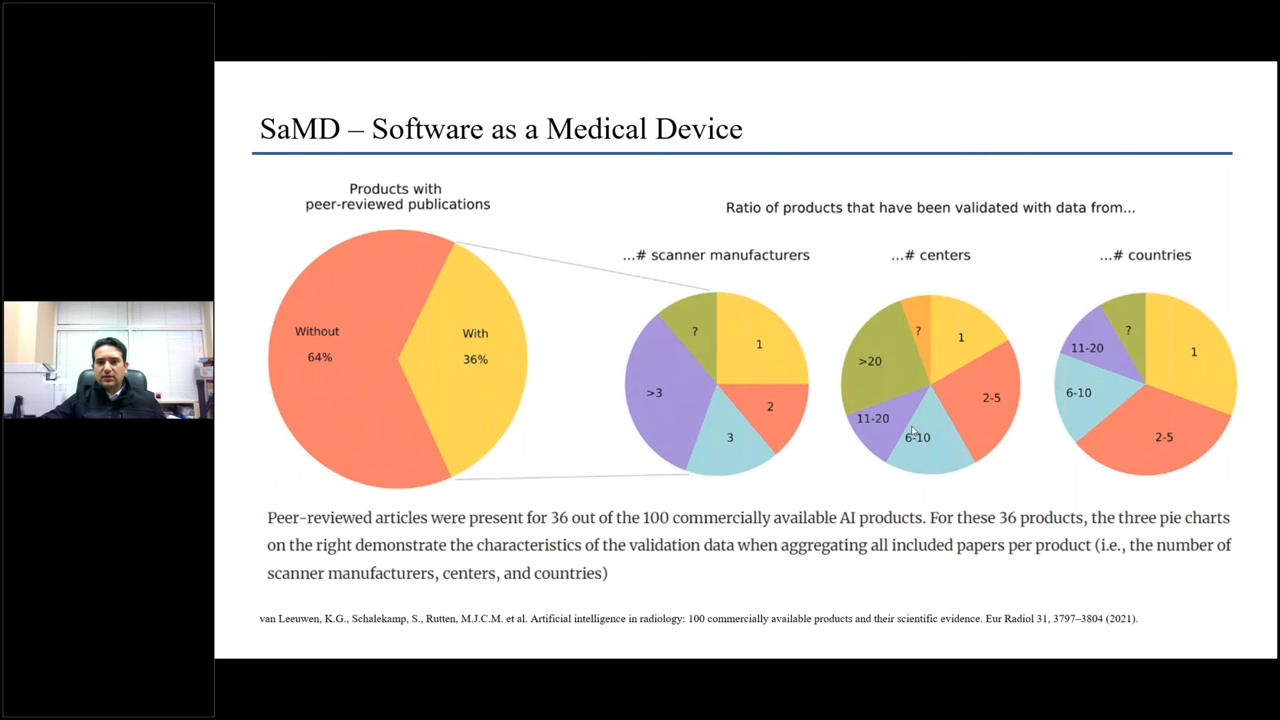 SaMD – Software as a Medical Device
Products with
peer-reviewed publications
Without
64%
With
36%
Ratio of products that have been validated with data from...
...# scanner manufacturers
?
1
>3
2
3
...# centers
?
1
>20
2-5
11-20
6-10
...# countries
?
1
11-20
6-10
2-5
Peer-reviewed articles were present for 36 out of the 100 commercially available AI products. For these 36 products, the three pie charts
on the right demonstrate the characteristics of the validation data when aggregating all included papers per product (i.e., the number of
scanner manufacturers, centers, and countries)
van Leeuwen, K.G., Schalekamp, S., Rutten, M.J.C.M. et al. Artificial intelligence in radiology: 100 commercially available products and their scientific evidence. Eur Radiol 31, 3797–3804 (2021).